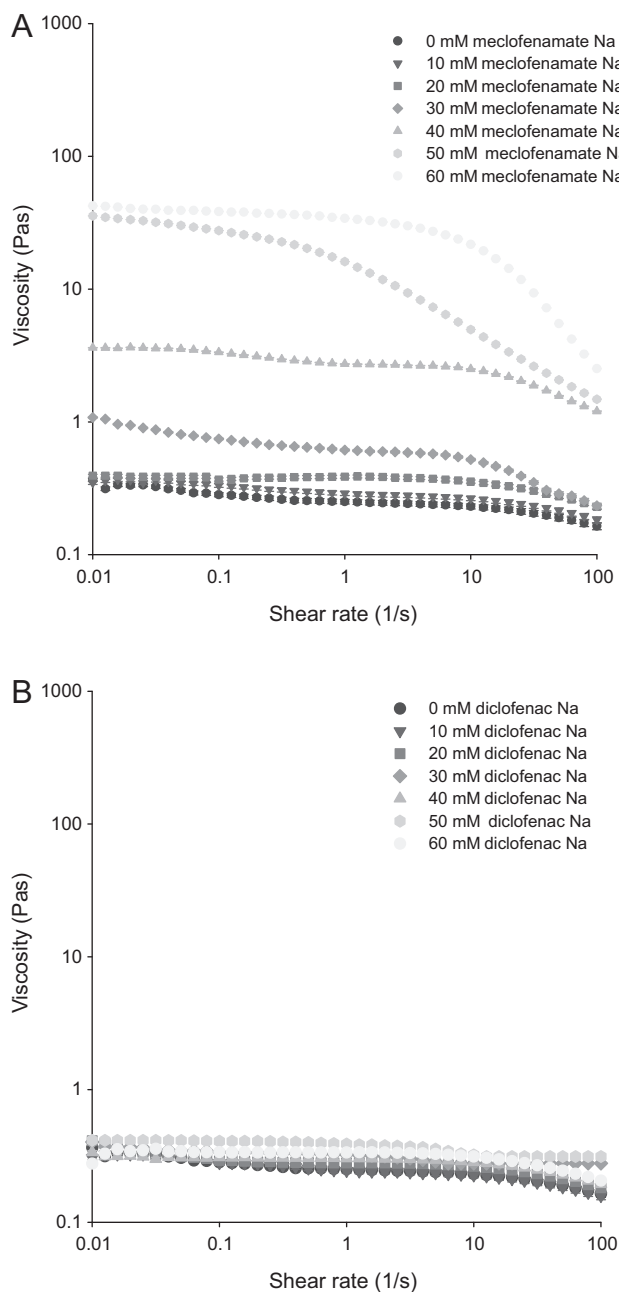 A
1000
100
10
1
0.1
Viscosity (Pas)
0 mM meclofenamate Na
10 mM meclofenamate Na
20 mM meclofenamate Na
30 mM meclofenamate Na
40 mM meclofenamate Na
50 mM meclofenamate Na
60 mM meclofenamate Na
0.01 0.1 1 10 100
Shear rate (1/s)
B
1000
100
10
1
0.1
Viscosity (Pas)
0 mM diclofenac Na
10 mM diclofenac Na
20 mM diclofenac Na
30 mM diclofenac Na
40 mM diclofenac Na
50 mM diclofenac Na
60 mM diclofenac Na
0.01 0.1 1 10 100
Shear rate (1/s)